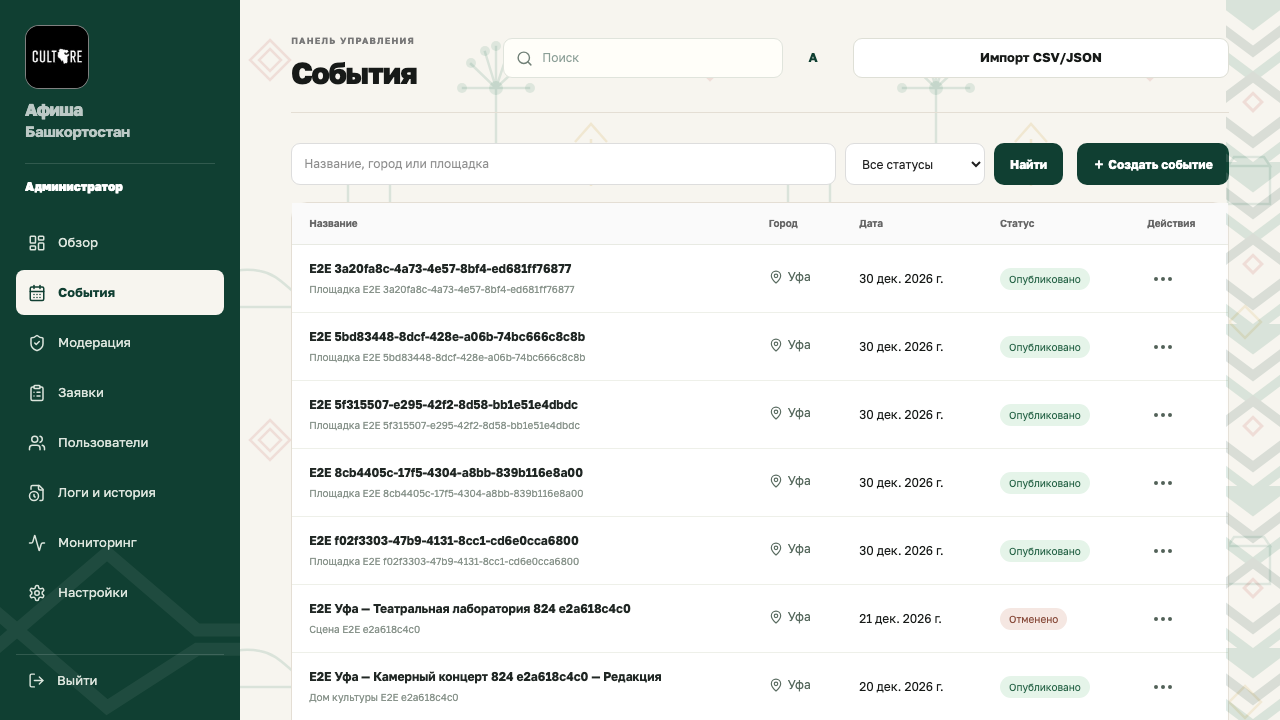 CULTURE
Афиша
Башкортостан
Администратор
Обзор
События
Модерация
Заявки
Пользователи
Логи и история
Мониторинг
Настройки
Выйти
ПАНЕЛЬ УПРАВЛЕНИЯ
События
Поиск
A
Импорт CSV/JSON
Название, город или площадка
Все статусы
Найти
+ Создать событие
Название Город Дата Статус Действия
E2E 3a20fa8c-4a73-4e57-8bf4-ed681ff76877
Площадка E2E 3a20fa8c-4a73-4e57-8bf4-ed681ff76877
Уфа 30 дек. 2026 г. Опубликовано
E2E 5bd83448-8dcf-428e-a06b-74bc666c8c8b
Площадка E2E 5bd83448-8dcf-428e-a06b-74bc666c8c8b
Уфа 30 дек. 2026 г. Опубликовано
E2E 5f315507-e295-42f2-8d58-bb1e51e4dbdc
Площадка E2E 5f315507-e295-42f2-8d58-bb1e51e4dbdc
Уфа 30 дек. 2026 г. Опубликовано
E2E 8cb4405c-17f5-4304-a8bb-839b116e8a00
Площадка E2E 8cb4405c-17f5-4304-a8bb-839b116e8a00
Уфа 30 дек. 2026 г. Опубликовано
E2E f02f3303-47b9-4131-8cc1-cd6e0cca6800
Площадка E2E f02f3303-47b9-4131-8cc1-cd6e0cca6800
Уфа 30 дек. 2026 г. Опубликовано
E2E Уфа — Театральная лаборатория 824 e2a618c4c0
Сцена E2E e2a618c4c0
Уфа 21 дек. 2026 г. Отменено
E2E Уфа — Камерный концерт 824 e2a618c4c0 — Редакция
Дом культуры E2E e2a618c4c0
Уфа 20 дек. 2026 г. Опубликовано